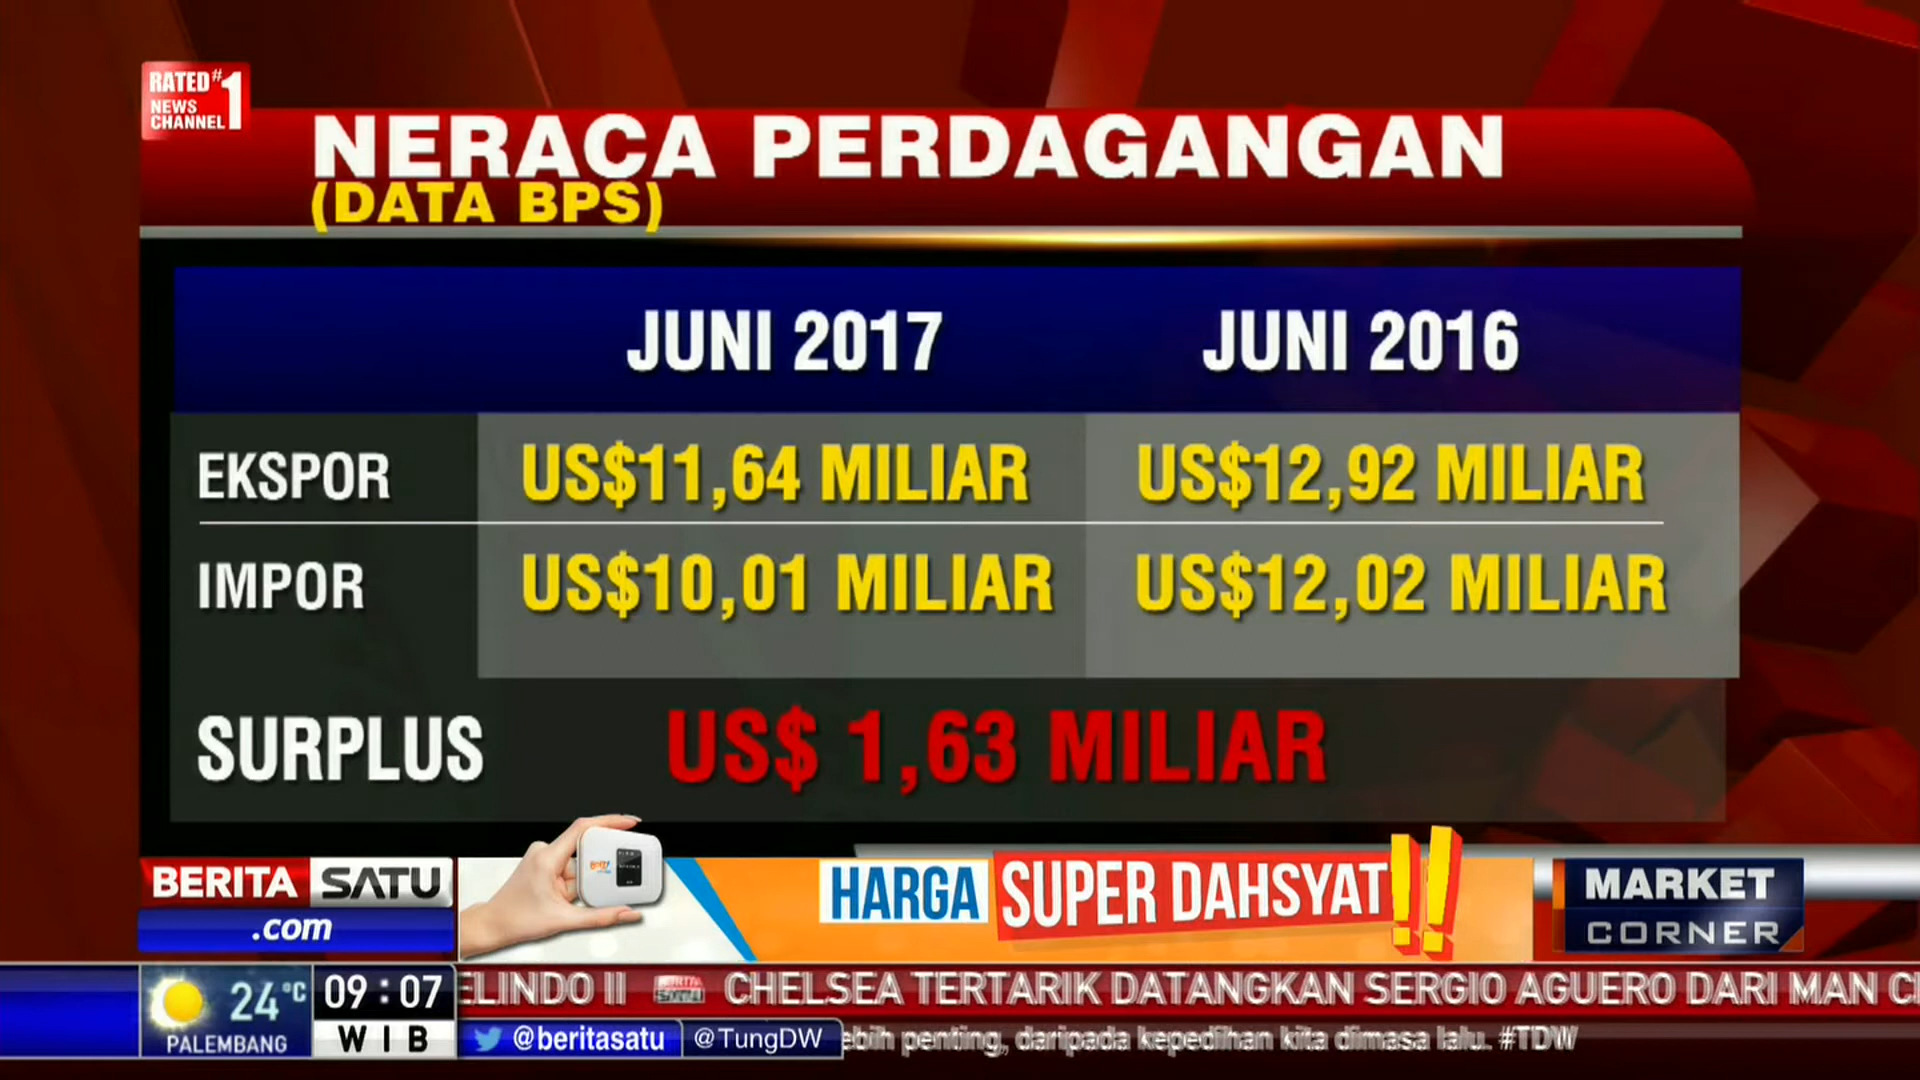 RATED #1
NEWS
CHANNEL
NERACA PERDAGANGAN
(DATA BPS)
JUNI 2017 JUNI 2016
EKSPOR US$11,64 MILIAR US$12,92 MILIAR
IMPOR US$10,01 MILIAR US$12,02 MILIAR
SURPLUS US$ 1,63 MILIAR
BERITA SATU
.com
HARGA SUPER DAHSYAT!!
MARKET
CORNER
24°C
PALEMBANG
09:07
WIB
ELINDO II CHELSEA TERTARIK DATANGKAN SERGIO AGUERO DARI MAN
@beritasatu @TungDW ebih penting, daripada kepedihan kita dimasa lalu. #TDW